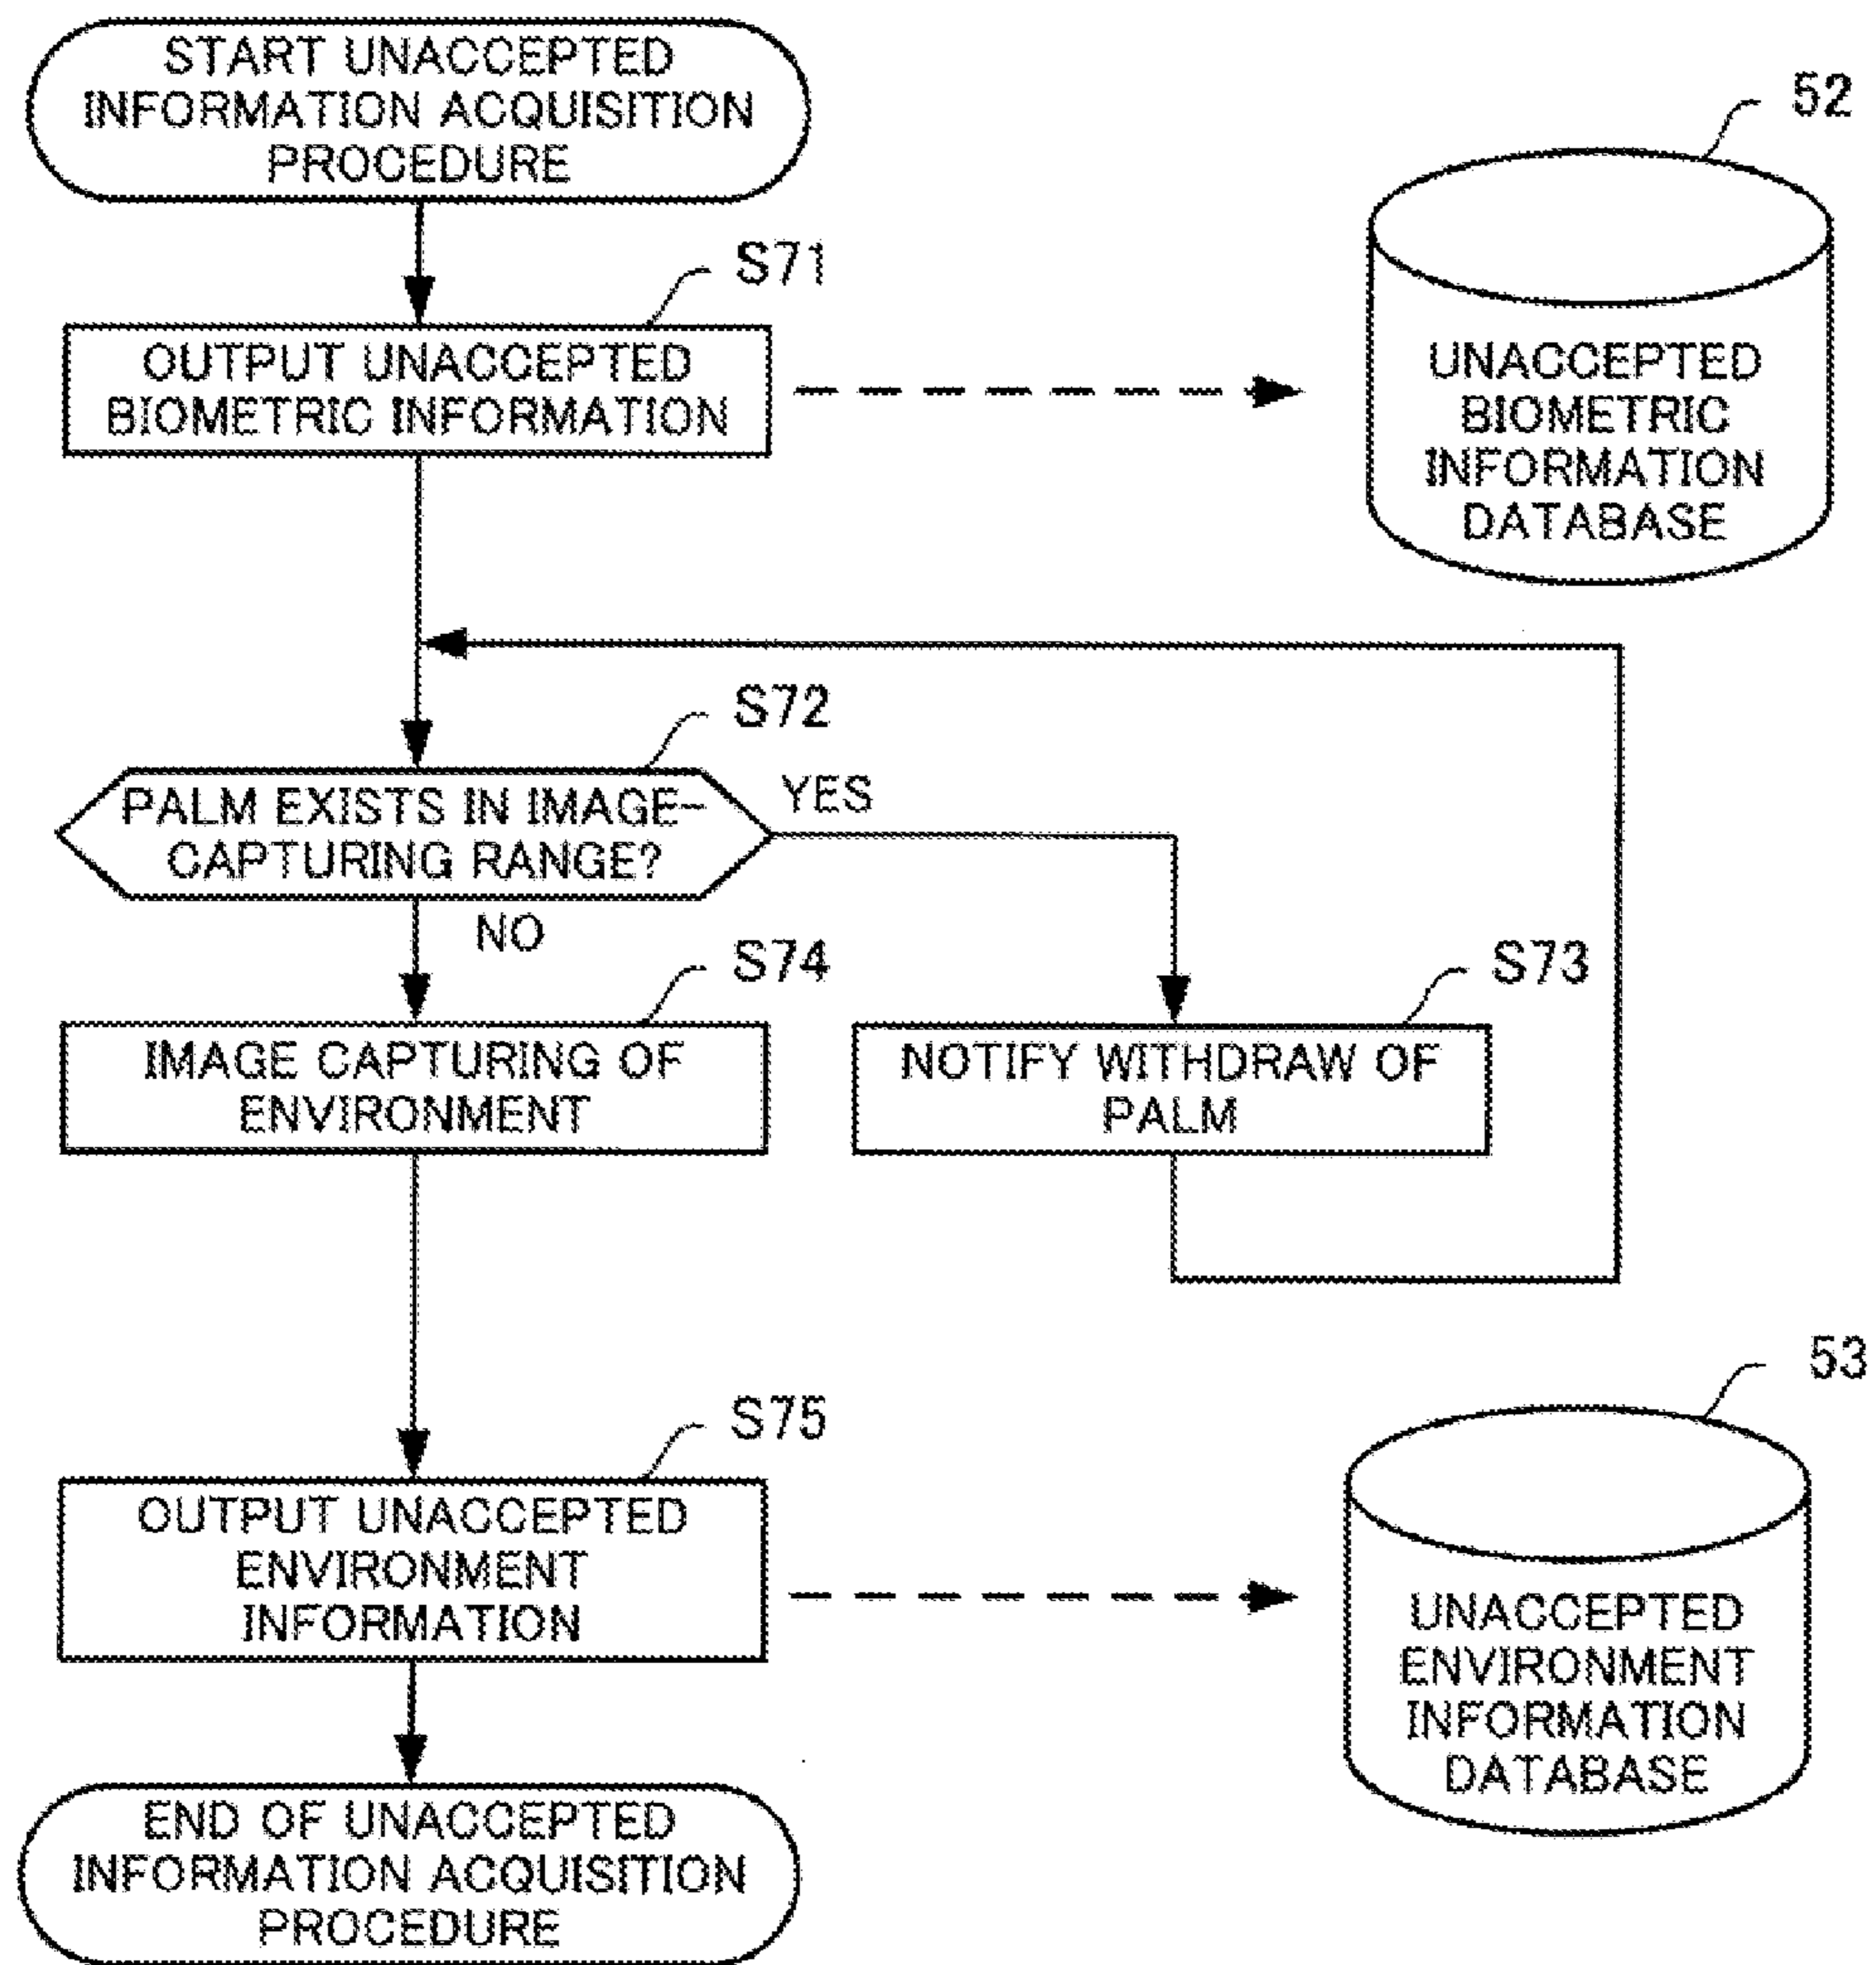 START UNACCEPTED
INFORMATION ACQUISITION
PROCEDURE
52
S71
OUTPUT UNACCEPTED
BIOMETRIC INFORMATION
UNACCEPTED
BIOMETRIC
INFORMATION
DATABASE
S72
PALM EXISTS IN IMAGE-
CAPTURING RANGE?
YES
NO
S74
S73
IMAGE CAPTURING OF
ENVIRONMENT
NOTIFY WITHDRAW OF
PALM
53
S75
OUTPUT UNACCEPTED
ENVIRONMENT
INFORMATION
UNACCEPTED
ENVIRONMENT
INFORMATION
DATABASE
END OF UNACCEPTED
INFORMATION ACQUISITION
PROCEDURE